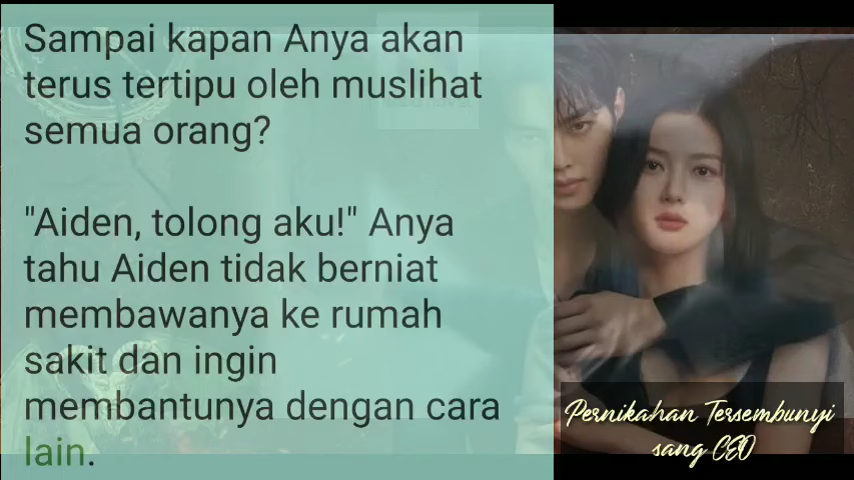 Sampai kapan Anya akan
terus tertipu oleh muslihat
semua orang?
"Aiden, tolong aku!" Anya
tahu Aiden tidak berniat
membawanya ke rumah
sakit dan ingin
membantunya dengan cara
lain.
Pernikahan Tersembunyi
sang CEO